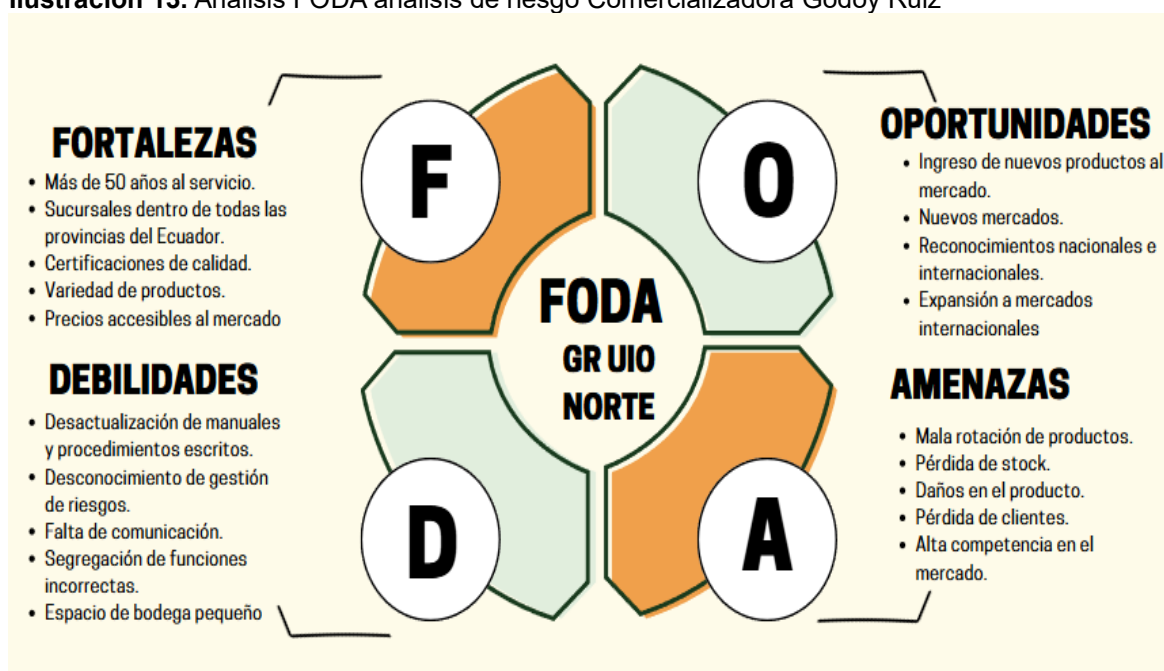 Ilustración 13. Análisis FODA análisis de riesgo Comercializadora Godoy Ruiz
FORTALEZAS
• Más de 50 años al servicio.
• Sucursales dentro de todas las
provincias del Ecuador.
• Certificaciones de calidad.
• Variedad de productos.
• Precios accesibles al mercado
F
O
OPORTUNIDADES
• Ingreso de nuevos productos al
mercado.
• Nuevos mercados.
• Reconocimientos nacionales e
internacionales.
• Expansión a mercados
internacionales
FODA
GR UIO
NORTE
DEBILIDADES
• Desactualización de manuales
y procedimientos escritos.
• Desconocimiento de gestión
de riesgos.
• Falta de comunicación.
• Segregación de funciones
incorrectas.
• Espacio de bodega pequeño
D
A
AMENAZAS
• Mala rotación de productos.
• Pérdida de stock.
• Daños en el producto.
• Pérdida de clientes.
• Alta competencia en el
mercado.